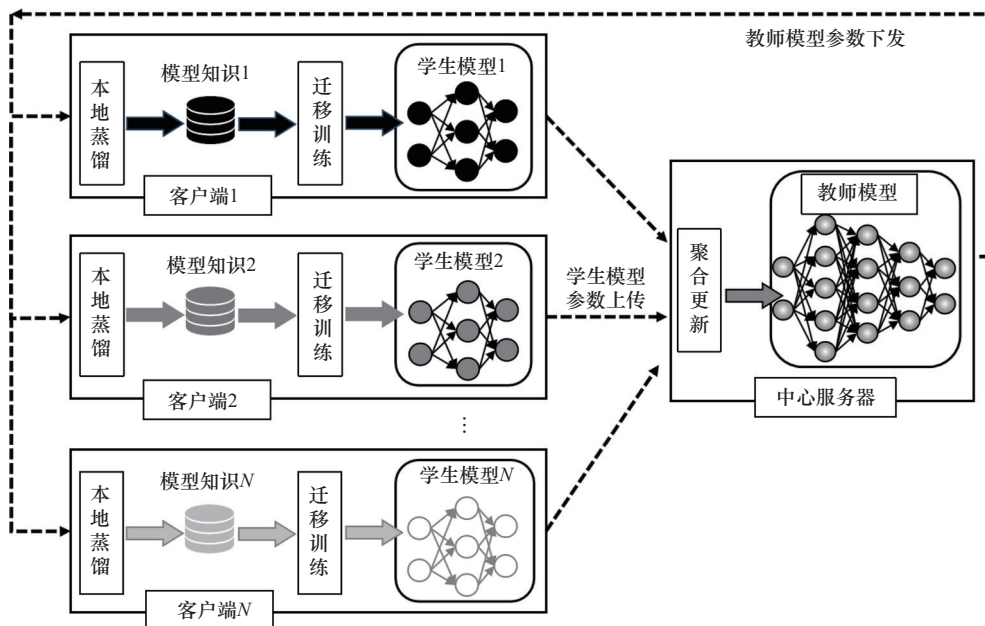 教师模型参数下发
本地蒸馏
模型知识1
迁移训练
学生模型1
客户端1
本地蒸馏
模型知识2
迁移训练
学生模型2
客户端2
⋮
本地蒸馏
模型知识N
迁移训练
学生模型N
客户端N
学生模型
参数上传
聚合更新
教师模型
中心服务器